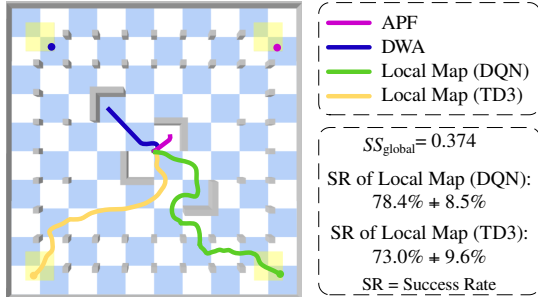 APF
DWA
Local Map (DQN)
Local Map (TD3)
SS_global = 0.374
SR of Local Map (DQN):
78.4% + 8.5%
SR of Local Map (TD3):
73.0% + 9.6%
SR = Success Rate